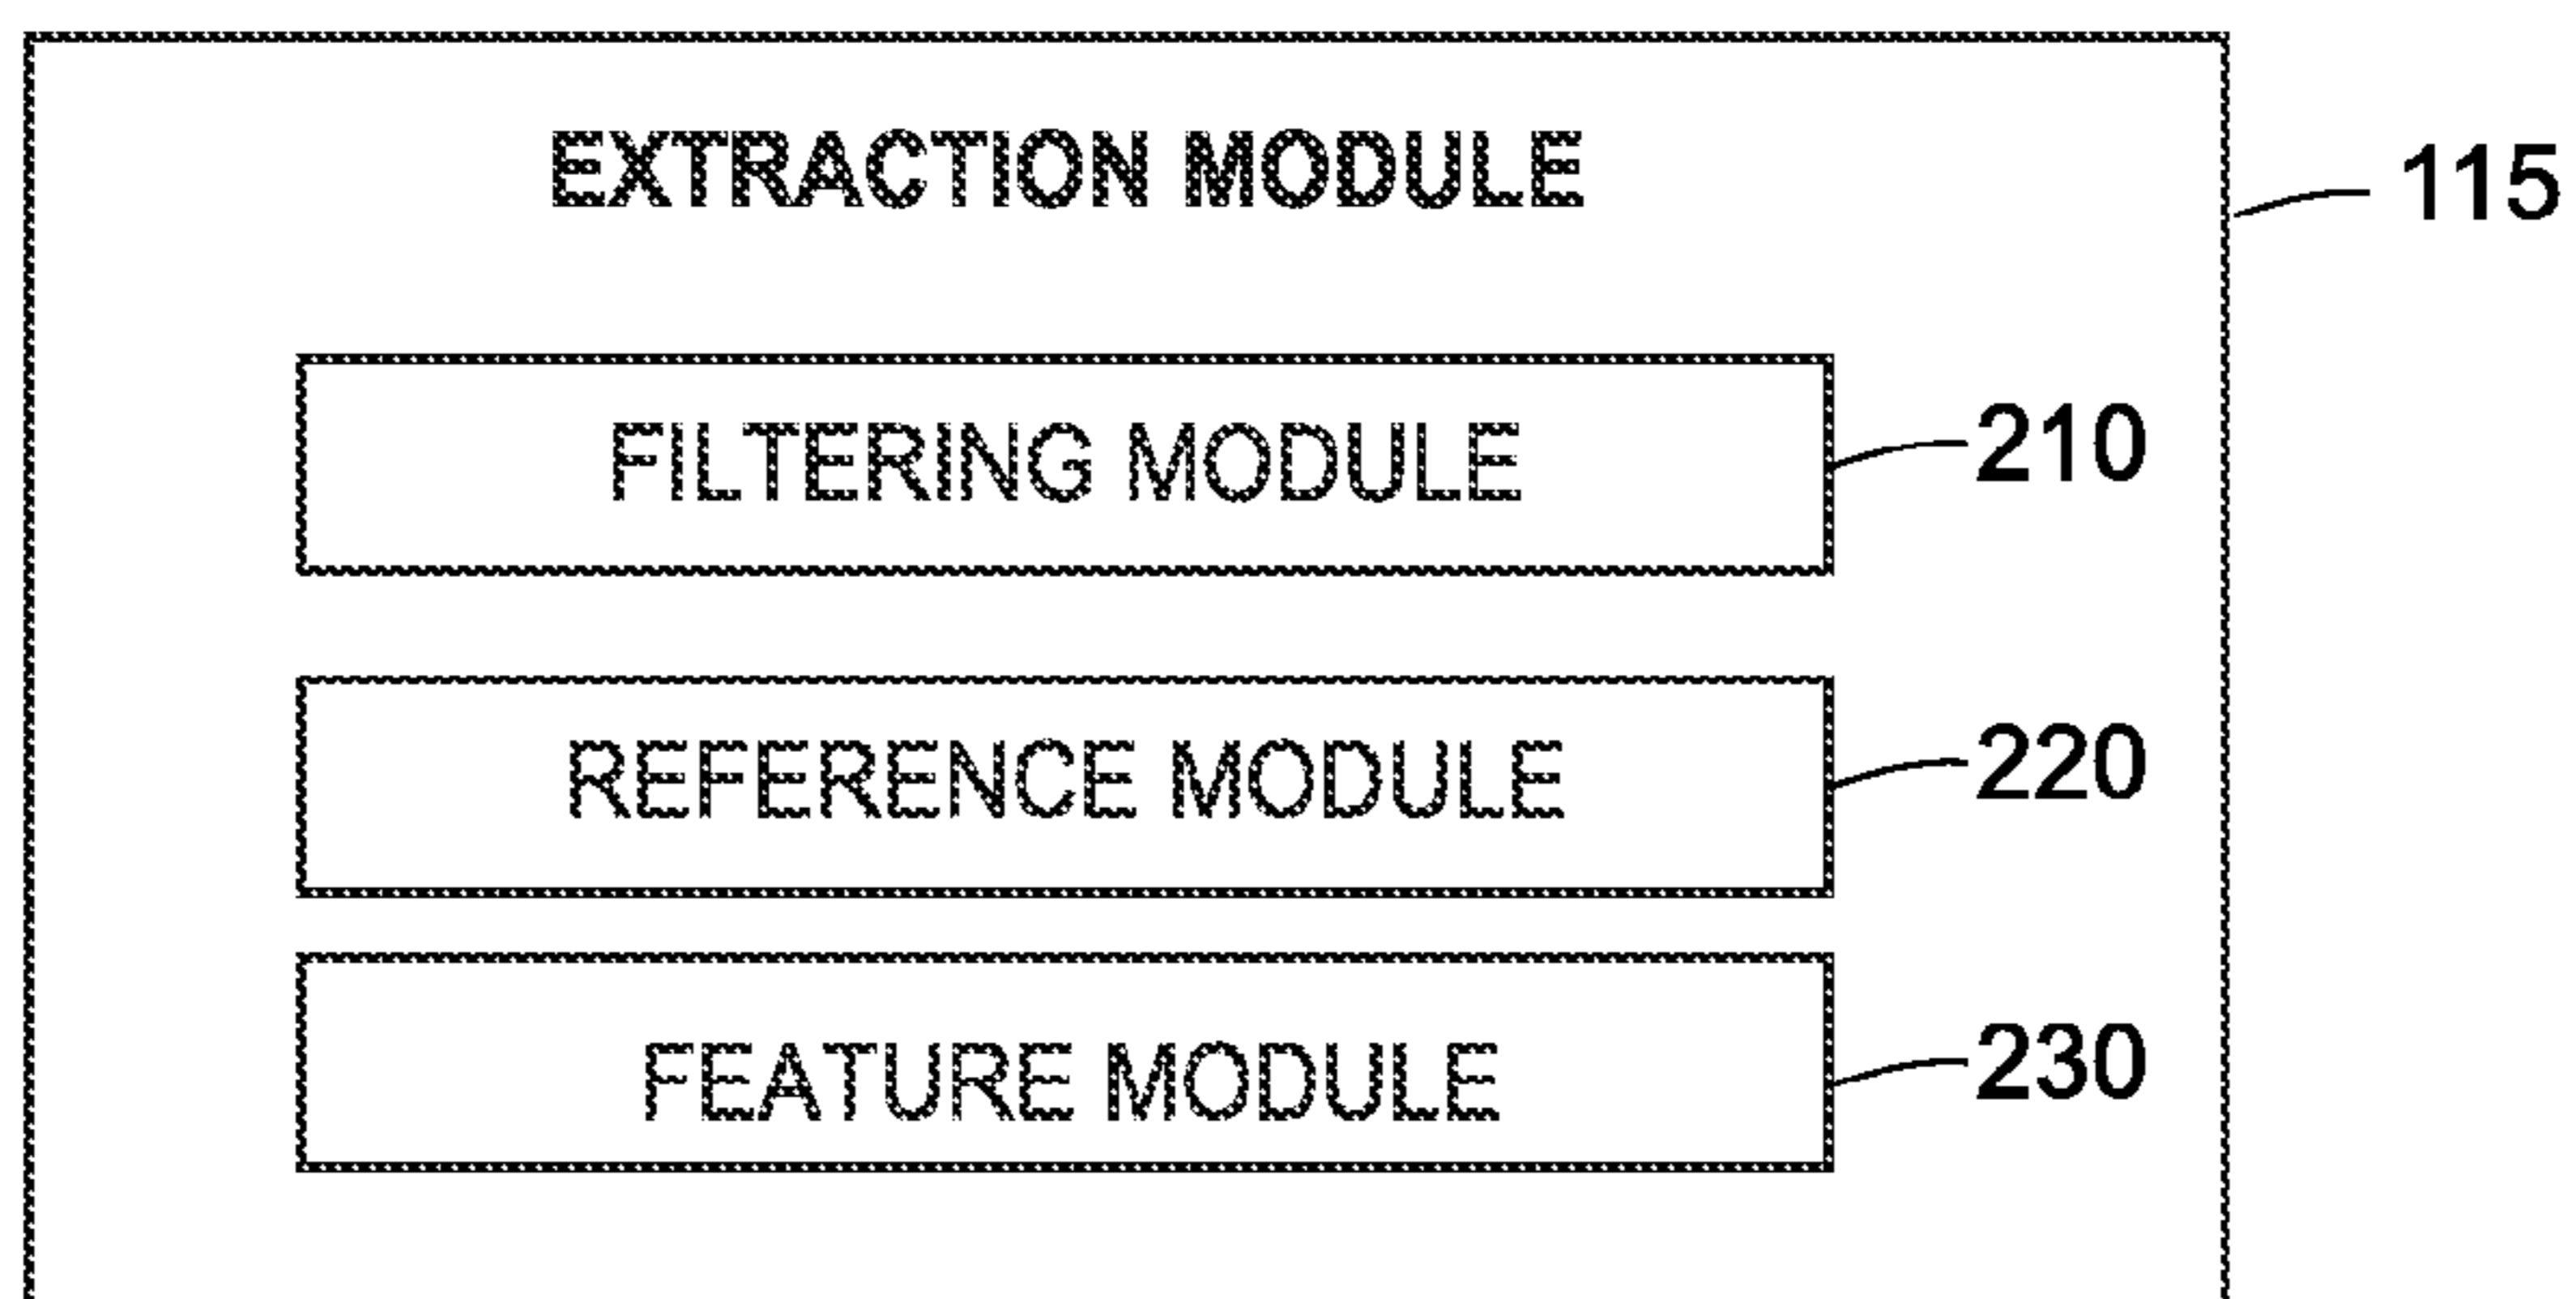 EXTRACTION MODULE
115
FILTERING MODULE
210
REFERENCE MODULE
220
FEATURE MODULE
230